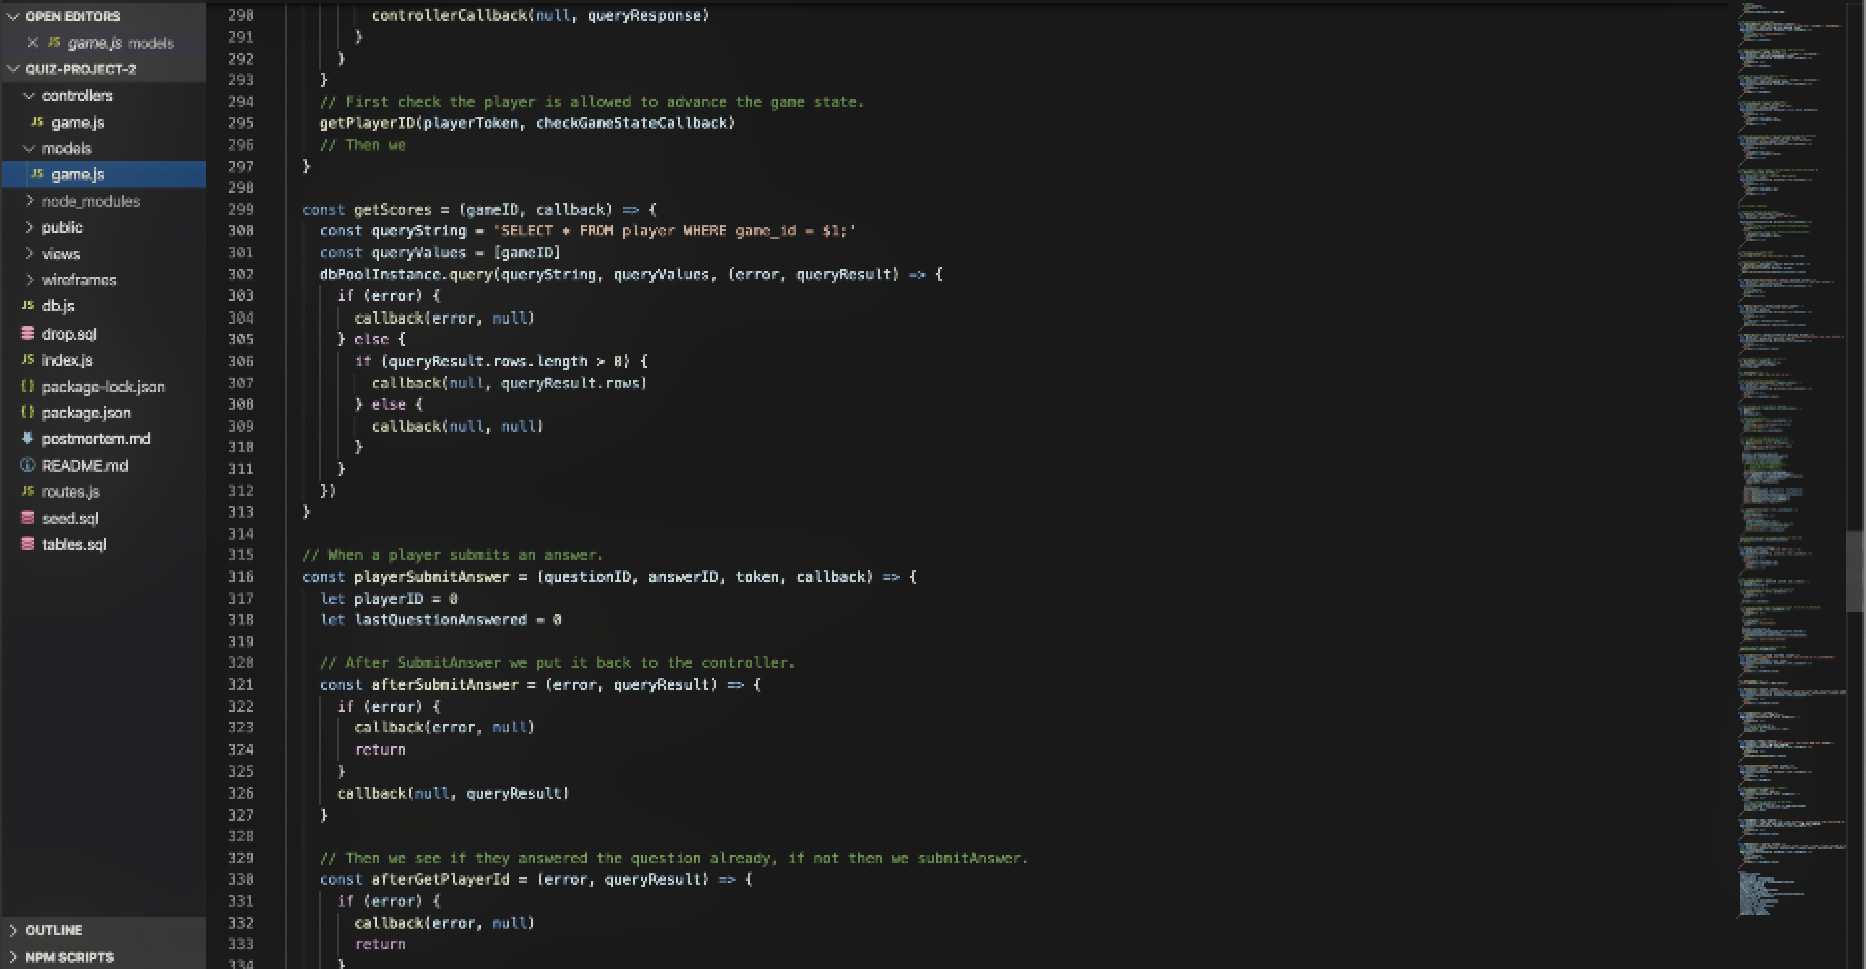 OPEN EDITORS
game.js models
QUIZ-PROJECT-2
controllers
JS game.js
models
JS game.js
node_modules
public
views
wireframes
JS db.js
drop.sql
JS index.js
{} package-lock.json
{} package.json
postmortem.md
README.md
JS routes.js
seed.sql
tables.sql
OUTLINE
NPM SCRIPTS
290 controllerCallback(null, queryResponse)
291 }
292 }
293 }
294 // First check the player is allowed to advance the game state.
295 getPlayerID(playerToken, checkGameStateCallback)
296 // Then we
297 }
298
299 const getScores = (gameID, callback) => {
300 const queryString = 'SELECT * FROM player WHERE game_id = $1;'
301 const queryValues = [gameID]
302 dbPoolInstance.query(queryString, queryValues, (error, queryResult) => {
303 if (error) {
304 callback(error, null)
305 } else {
306 if (queryResult.rows.length > 0) {
307 callback(null, queryResult.rows)
308 } else {
309 callback(null, null)
310 }
311 }
312 })
313 }
314
315 // When a player submits an answer.
316 const playerSubmitAnswer = (questionID, answerID, token, callback) => {
317 let playerID = 0
318 let lastQuestionAnswered = 0
319
320 // After SubmitAnswer we put it back to the controller.
321 const afterSubmitAnswer = (error, queryResult) => {
322 if (error) {
323 callback(error, null)
324 return
325 }
326 callback(null, queryResult)
327 }
328
329 // Then we see if they answered the question already, if not then we submitAnswer.
330 const afterGetPlayerId = (error, queryResult) => {
331 if (error) {
332 callback(error, null)
333 return
334 }